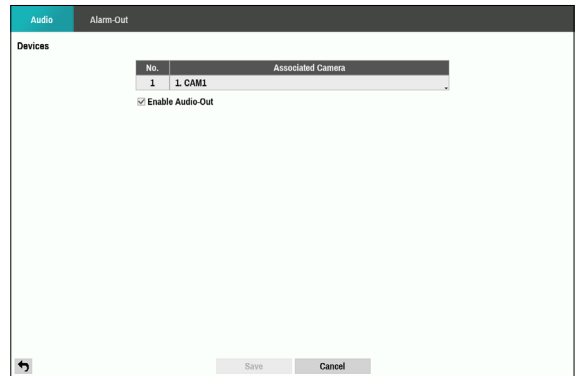 Audio Alarm-Out
Devices
No. Associated Camera
1 1. CAM1
Enable Audio-Out
Save Cancel